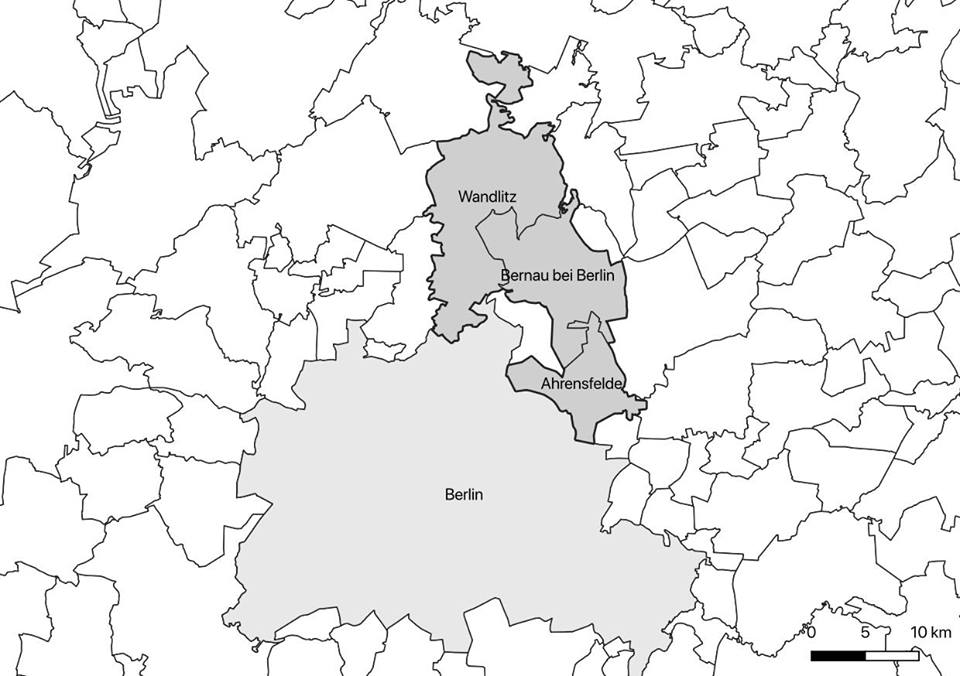 Wandlitz
Bernau bei Berlin
Ahrensfelde
Berlin
0 5 10 km